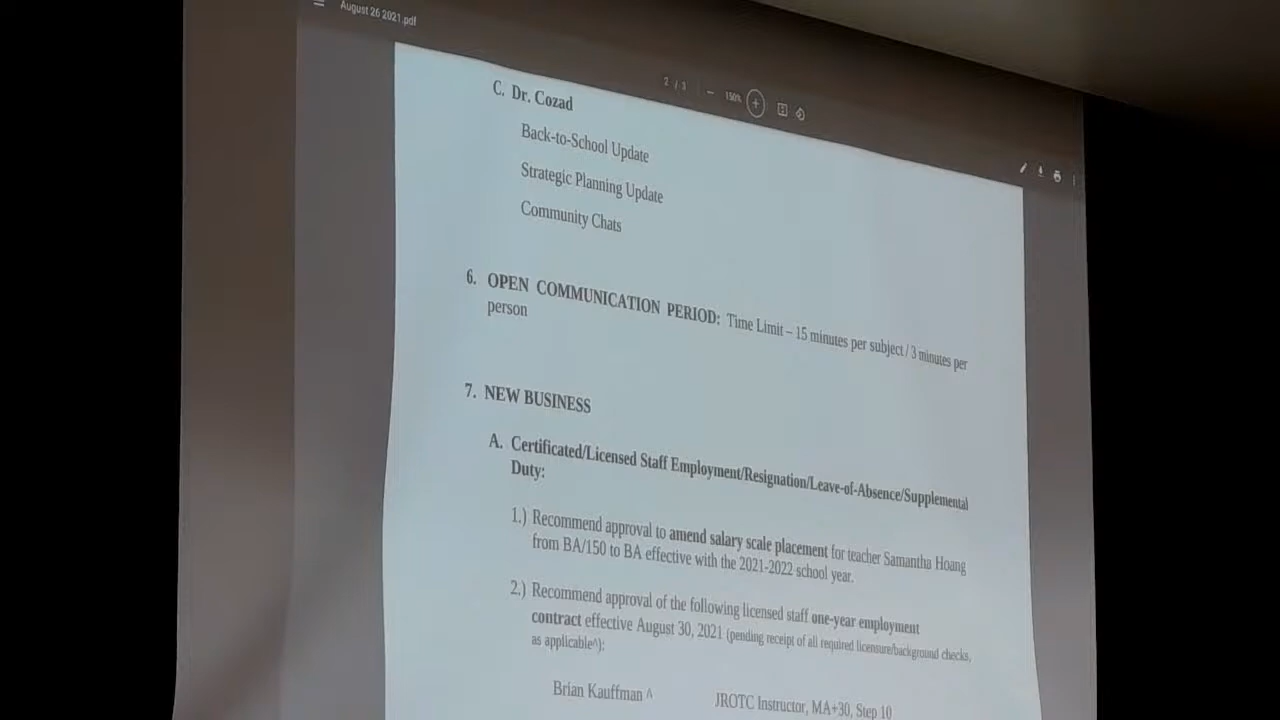 August 26 2021.pdf
2 / 3 − 150% +
C. Dr. Cozad
Back-to-School Update
Strategic Planning Update
Community Chats
6. OPEN COMMUNICATION PERIOD: Time Limit – 15 minutes per subject / 3 minutes per
person
7. NEW BUSINESS
A. Certificated/Licensed Staff Employment/Resignation/Leave-of-Absence/Supplemental
Duty:
1.) Recommend approval to amend salary scale placement for teacher Samantha Hoang
from BA/150 to BA effective with the 2021-2022 school year.
2.) Recommend approval of the following licensed staff one-year employment
contract effective August 30, 2021 (pending receipt of all required licensure/background checks,
as applicable^):
Brian Kauffman ^ JROTC Instructor, MA+30, Step 10